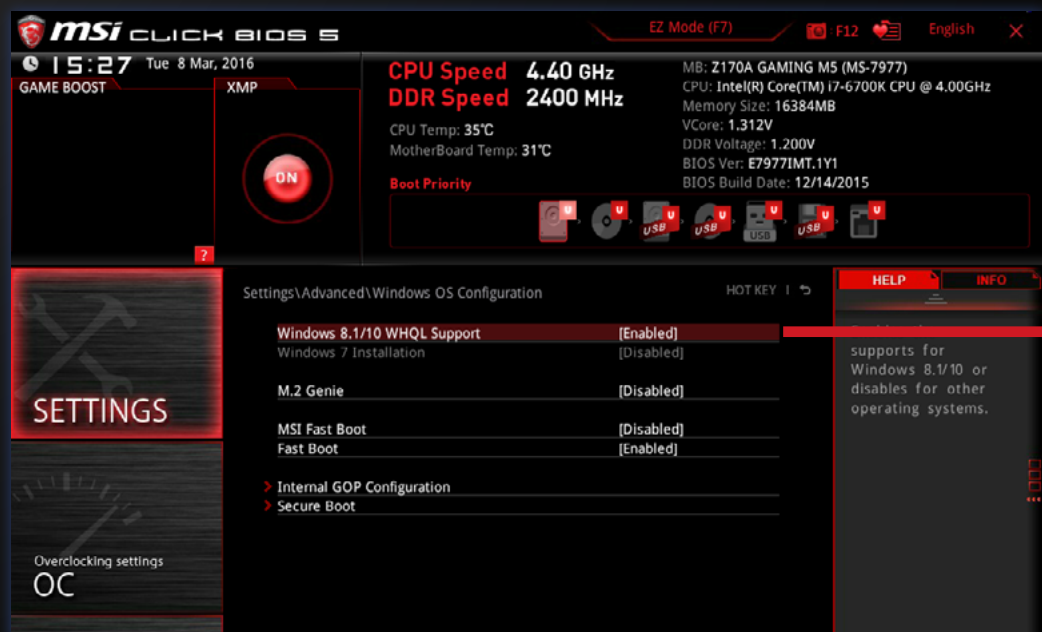 msi CLICK BIOS 5
EZ Mode (F7)
F12
English
15:27 Tue 8 Mar, 2016
GAME BOOST
XMP
ON
?
CPU Speed 4.40 GHz
DDR Speed 2400 MHz
CPU Temp: 35°C
MotherBoard Temp: 31°C
MB: Z170A GAMING M5 (MS-7977)
CPU: Intel(R) Core(TM) i7-6700K CPU @ 4.00GHz
Memory Size: 16384MB
VCore: 1.312V
DDR Voltage: 1.200V
BIOS Ver: E7977IMT.1Y1
BIOS Build Date: 12/14/2015
Boot Priority
U U U U U U U
USB USB USB USB
SETTINGS
Overclocking settings
OC
Settings\Advanced\Windows OS Configuration
HOT KEY
Windows 8.1/10 WHQL Support [Enabled]
Windows 7 Installation [Disabled]
M.2 Genie [Disabled]
MSI Fast Boot [Disabled]
Fast Boot [Enabled]
Internal GOP Configuration
Secure Boot
HELP
INFO
supports for
Windows 8.1/10 or
disables for other
operating systems.